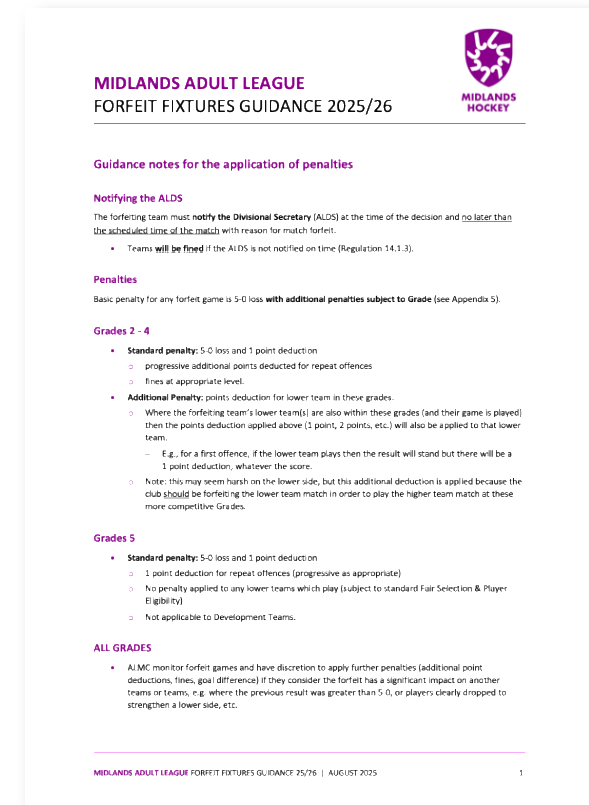 MIDLANDS
HOCKEY
MIDLANDS ADULT LEAGUE
FORFEIT FIXTURES GUIDANCE 2025/26
Guidance notes for the application of penalties
Notifying the ALDS
The forfeiting team must notify the Divisional Secretary (ALDS) at the time of the decision and no later than
the scheduled time of the match with reason for match forfeit.
• Teams will be fined if the ALDS is not notified on time (Regulation 14.1.3).
Penalties
Basic penalty for any forfeit game is 5-0 loss with additional penalties subject to Grade (see Appendix 5).
Grades 2 - 4
• Standard penalty: 5-0 loss and 1 point deduction
○ progressive additional points deducted for repeat offences
○ fines at appropriate level.
• Additional Penalty: points deduction for lower team in these grades.
○ Where the forfeiting team's lower team(s) are also within these grades (and their game is played)
then the points deduction applied above (1 point, 2 points, etc.) will also be applied to that lower
team.
– E.g., for a first offence, if the lower team plays then the result will stand but there will be a
1 point deduction, whatever the score.
○ Note: this may seem harsh on the lower side, but this additional deduction is applied because the
club should be forfeiting the lower team match in order to play the higher team match at these
more competitive Grades.
Grades 5
• Standard penalty: 5-0 loss and 1 point deduction
○ 1 point deduction for repeat offences (progressive as appropriate)
○ No penalty applied to any lower teams which play (subject to standard Fair Selection & Player
Eligibility)
○ Not applicable to Development Teams.
ALL GRADES
• ALMC monitor forfeit games and have discretion to apply further penalties (additional point
deductions, fines, goal difference) if they consider the forfeit has a significant impact on another
teams or teams, e.g. where the previous result was greater than 5-0, or players clearly dropped to
strengthen a lower side, etc.
MIDLANDS ADULT LEAGUE FORFEIT FIXTURES GUIDANCE 25/26 | AUGUST 2025 1